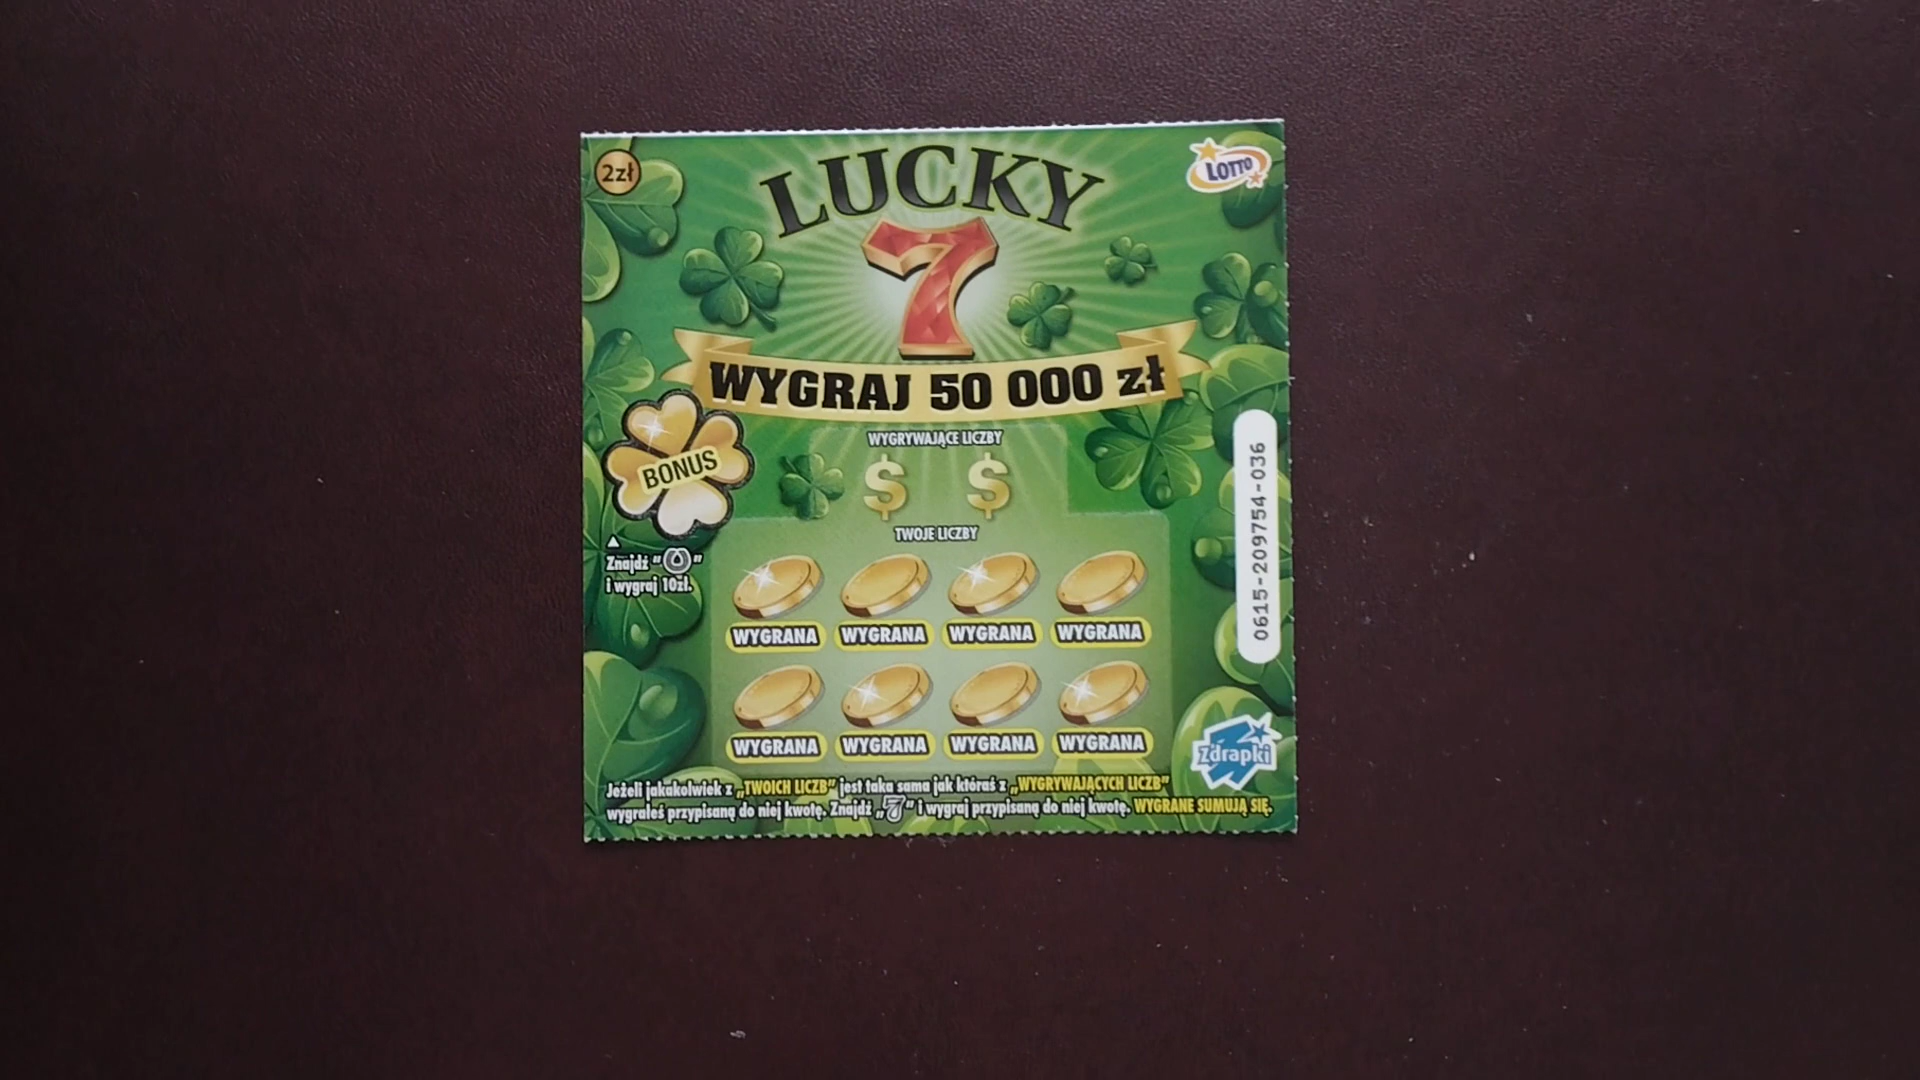 2zł
LUCKY
LOTTO
7
WYGRAJ 50 000 zł
WYGRYWAJĄCE LICZBY
BONUS
$ $
TWOJE LICZBY
Znajdź " "
i wygraj 10zł.
0615-209754-036
WYGRANA WYGRANA WYGRANA WYGRANA
WYGRANA WYGRANA WYGRANA WYGRANA
Zdrapki
Jeżeli jakakolwiek z „TWOICH LICZB" jest taka sama jak któraś z „WYGRYWAJĄCYCH LICZB"
wygrałeś przypisaną do niej kwotę. Znajdź „7" i wygraj przypisaną do niej kwotę. WYGRANE SUMUJĄ SIĘ.